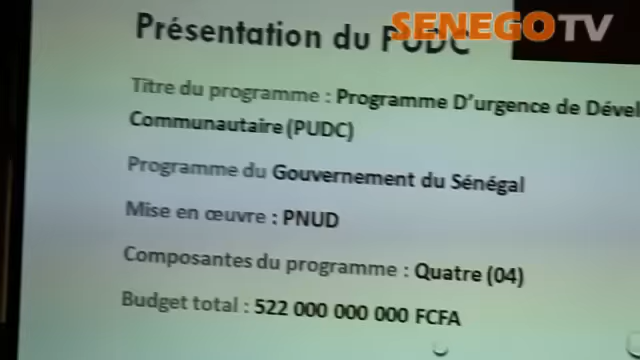 SENEGOTV
Présentation du PUDC
Titre du programme : Programme D'urgence de
Communautaire (PUDC)
Programme du Gouvernement du Sénégal
Mise en œuvre : PNUD
Composantes du programme : Quatre (04)
Budget total : 522 000 000 000 FCFA